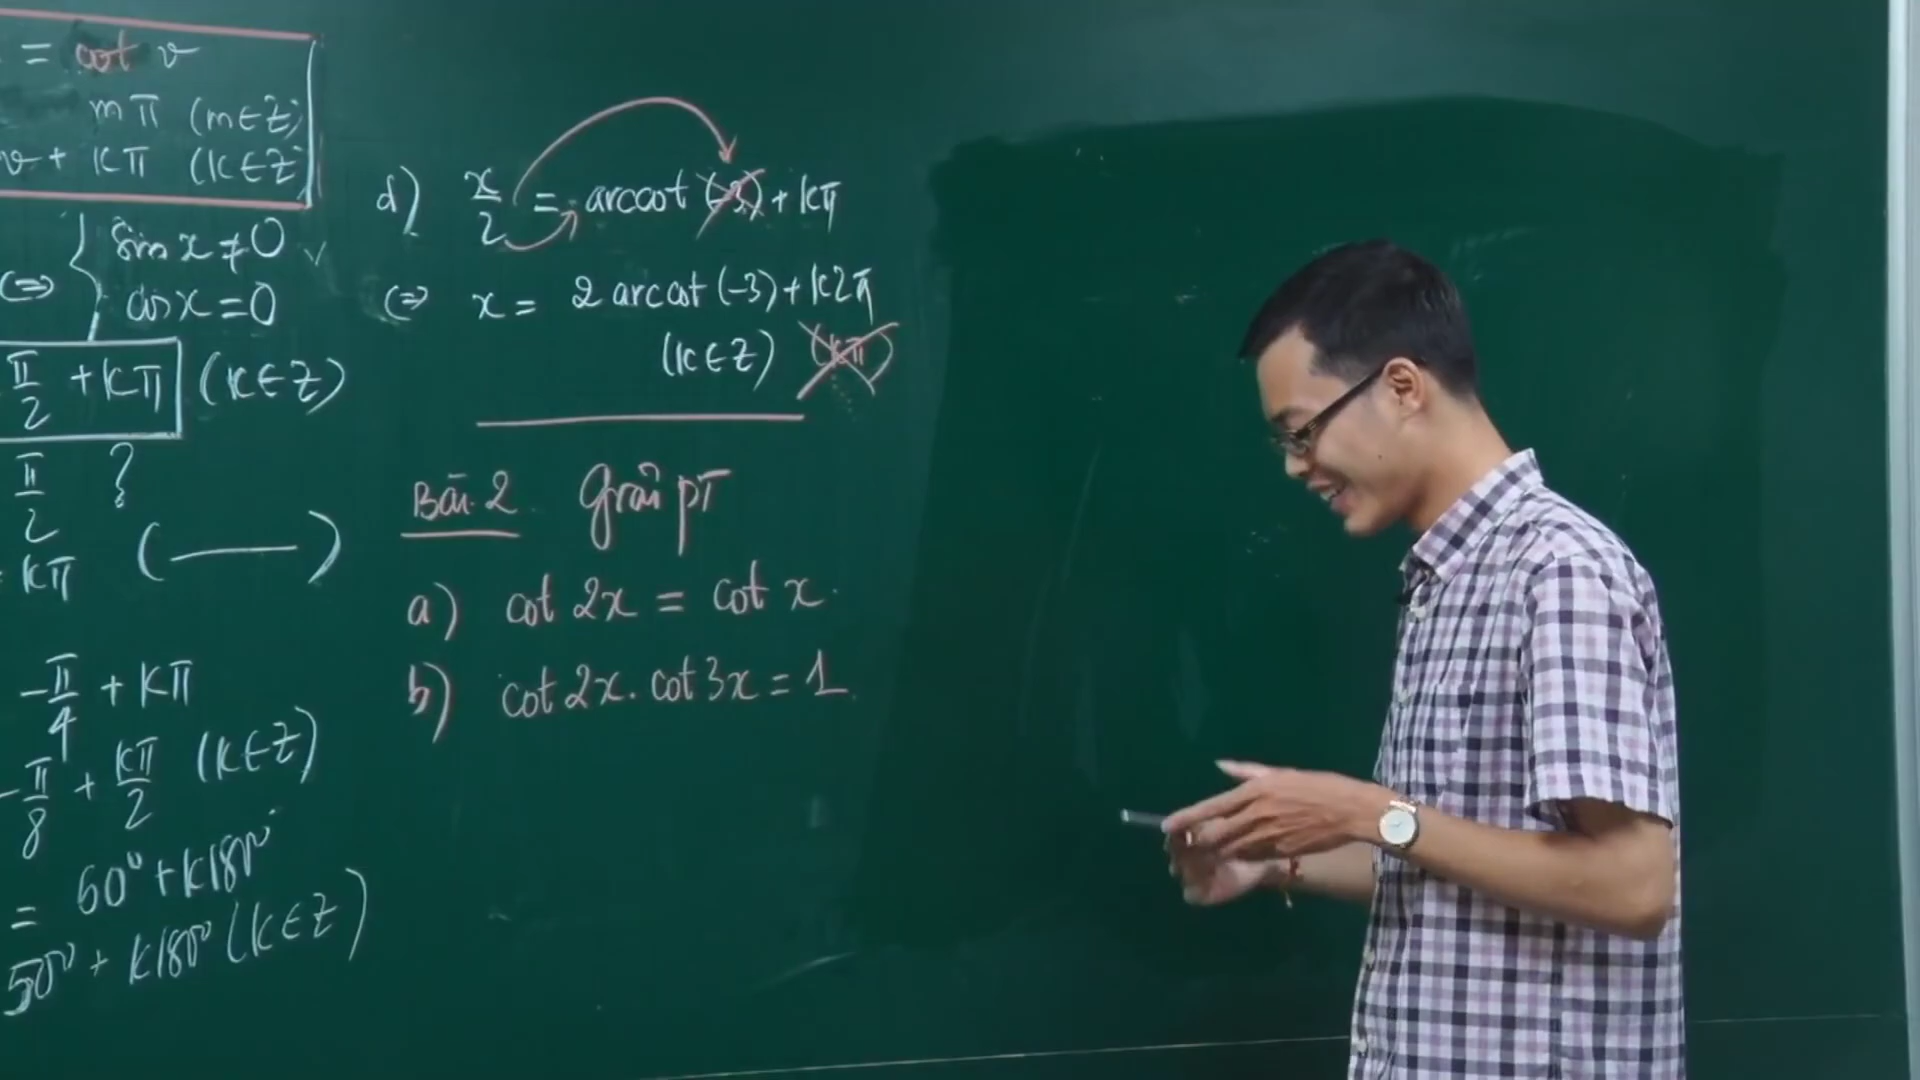 = cot v
mπ (m∈Z)
v + kπ (k∈Z)
⇔ { sin x ≠ 0
cos x = 0
π/2 + kπ (k∈Z)
π/2 ?
= kπ ( — )
-π/4 + kπ
-π/8 + kπ/2 (k∈Z)
= 60° + k180°
50° + k180° (k∈Z)
d) x/2 = arccot (-3) + kπ
⇔ x = 2 arccot (-3) + k2π
(k∈Z) (kπ)
Bài 2 Giải pT
a) cot 2x = cot x.
b) cot 2x. cot 3x = 1.